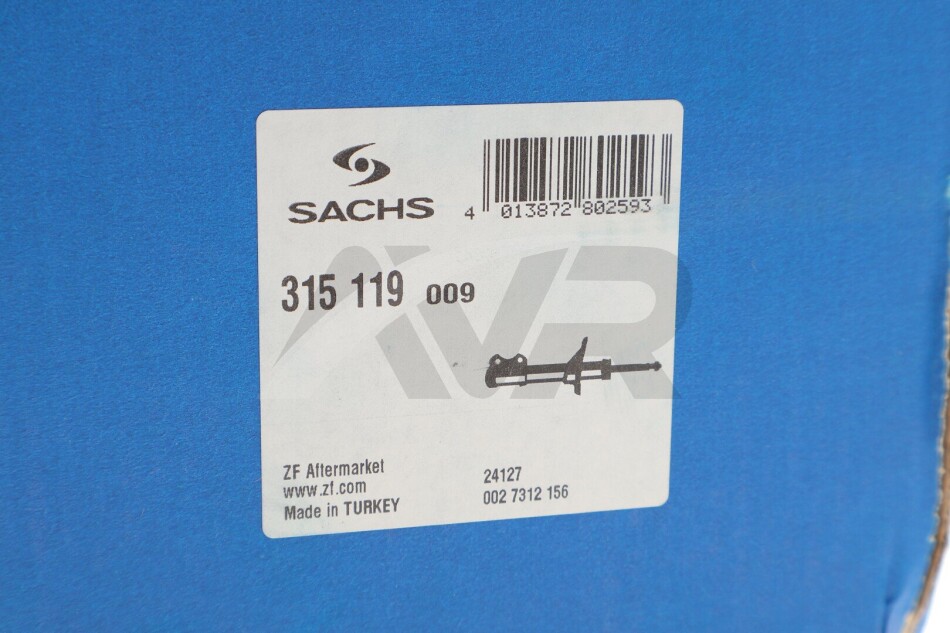 SACHS
4 013872 802593
315 119 009
AVR
ZF Aftermarket
www.zf.com
Made in TURKEY
24127
002 7312 156